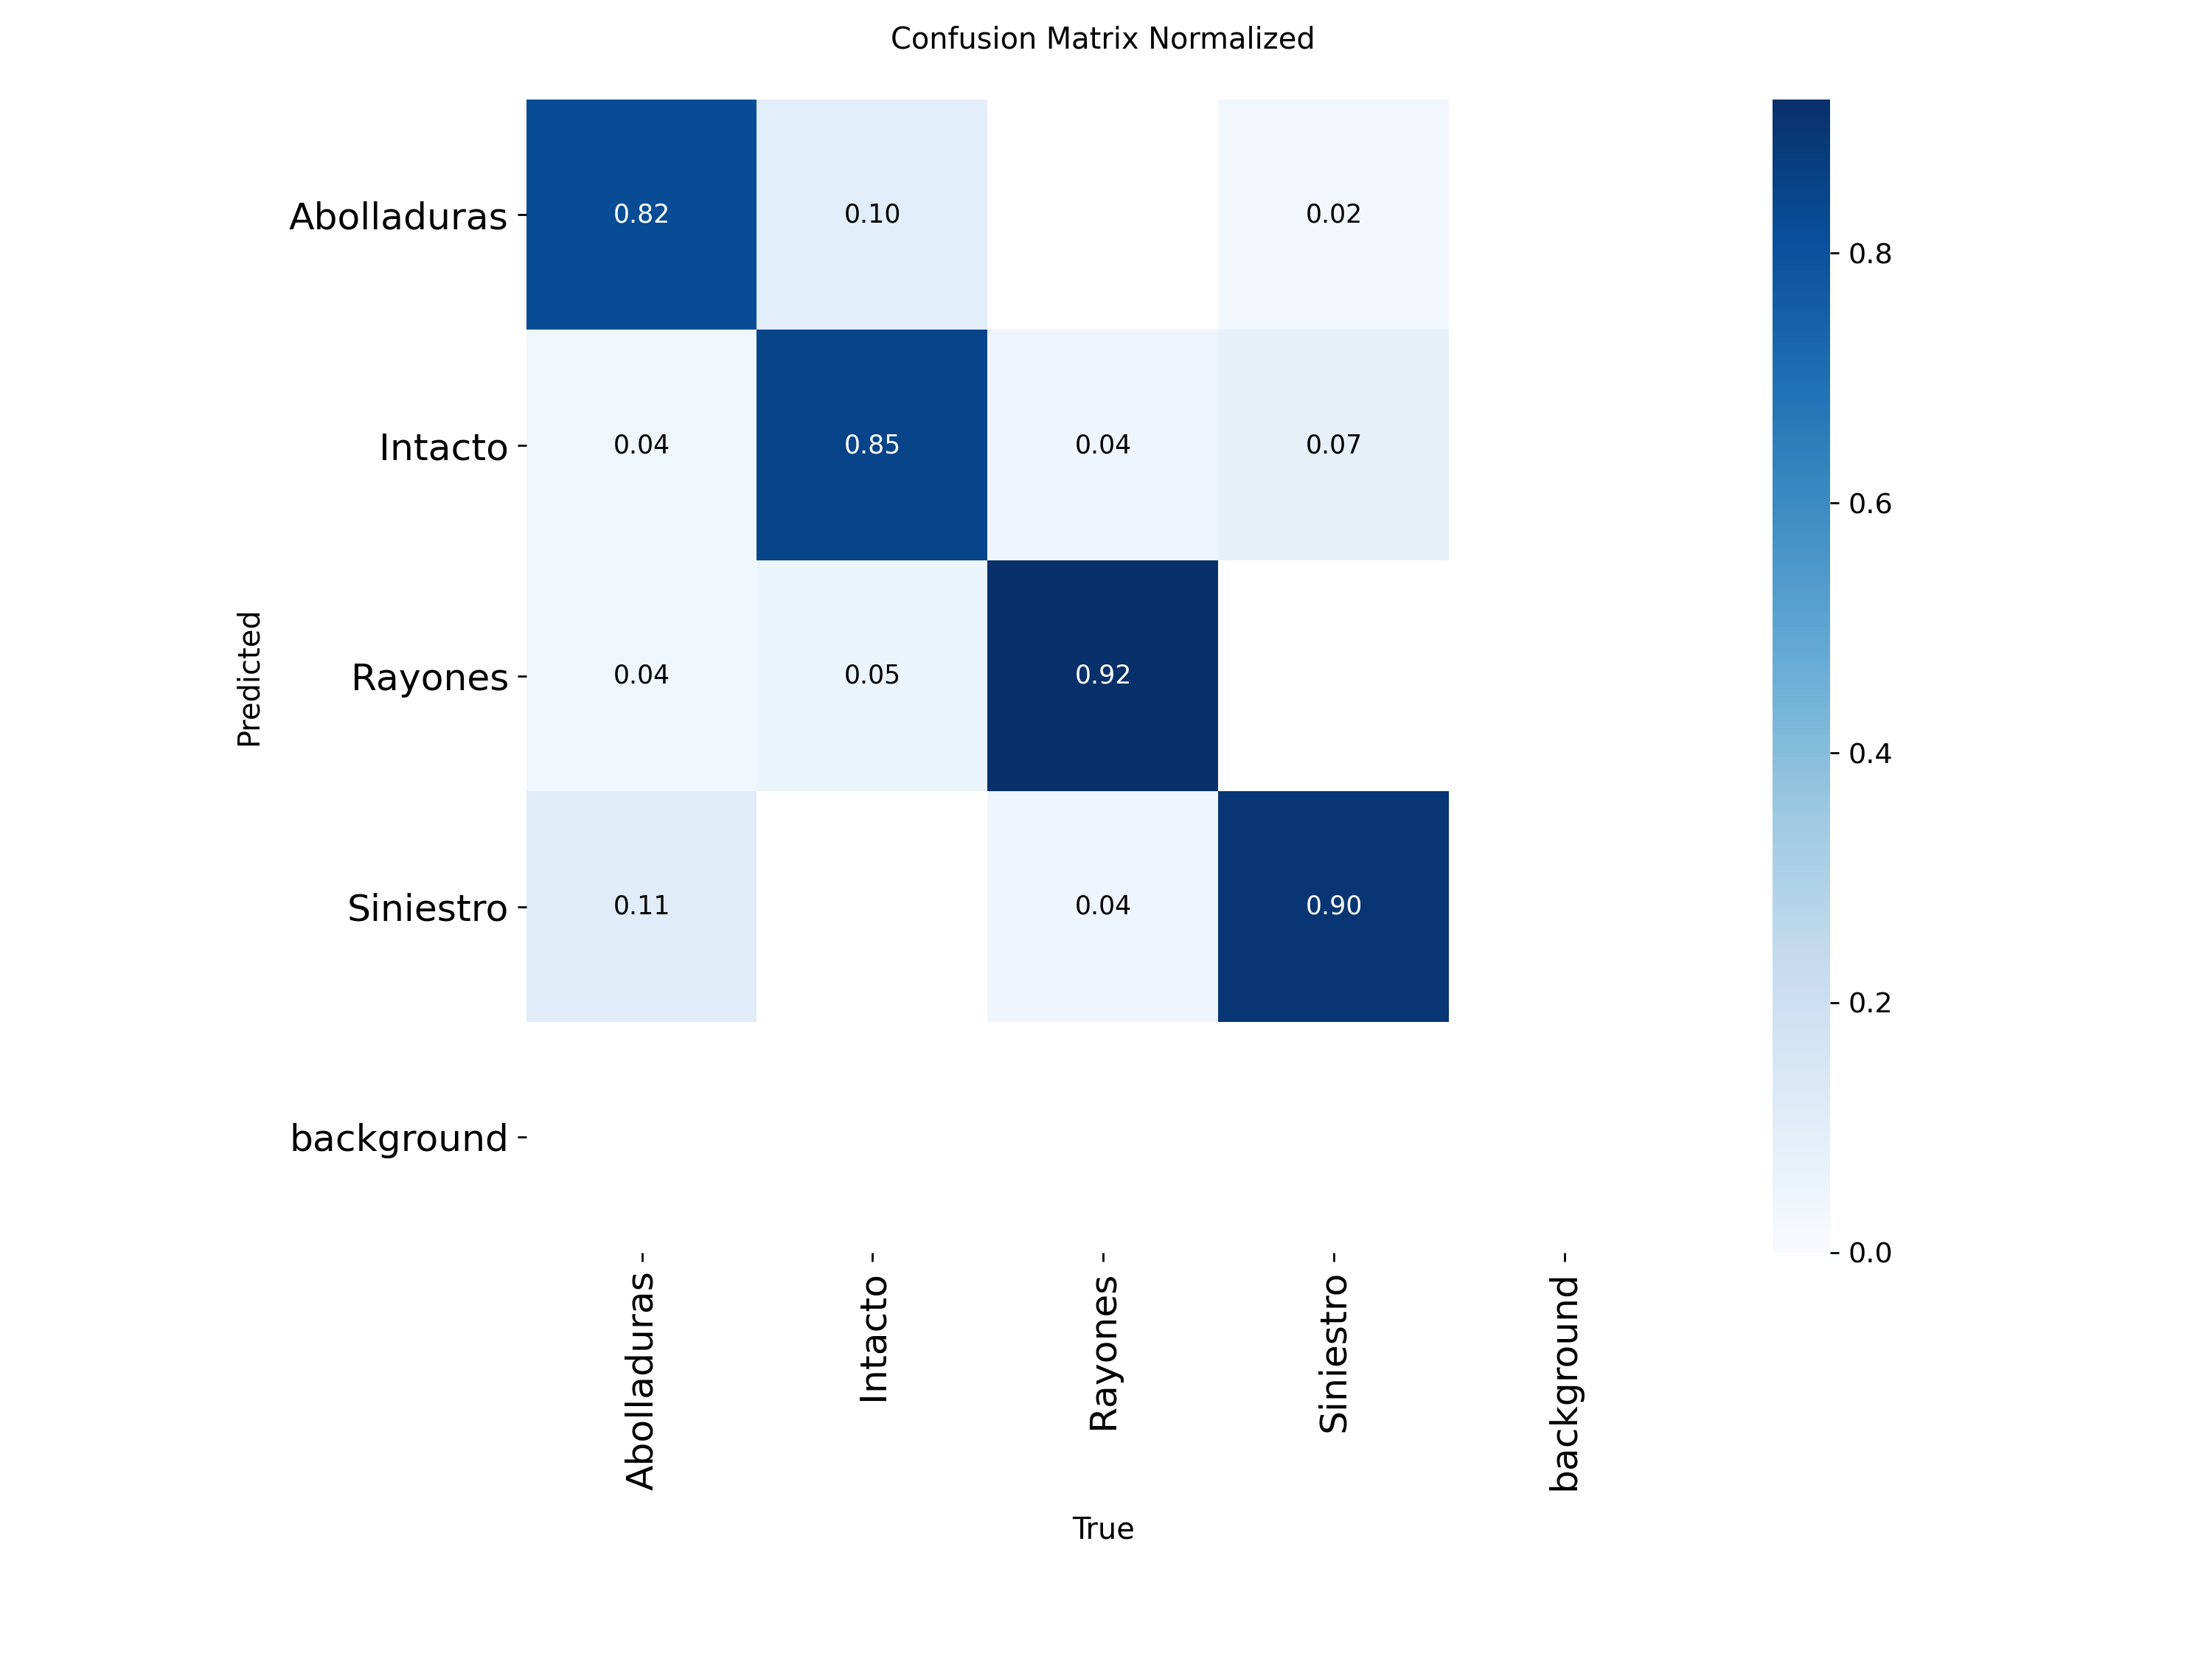 Confusion Matrix Normalized
Abolladuras 0.82 0.10 0.02
Intacto 0.04 0.85 0.04 0.07
Rayones 0.04 0.05 0.92
Siniestro 0.11 0.04 0.90
background
Predicted
Abolladuras Intacto Rayones Siniestro background
True
0.8
0.6
0.4
0.2
0.0